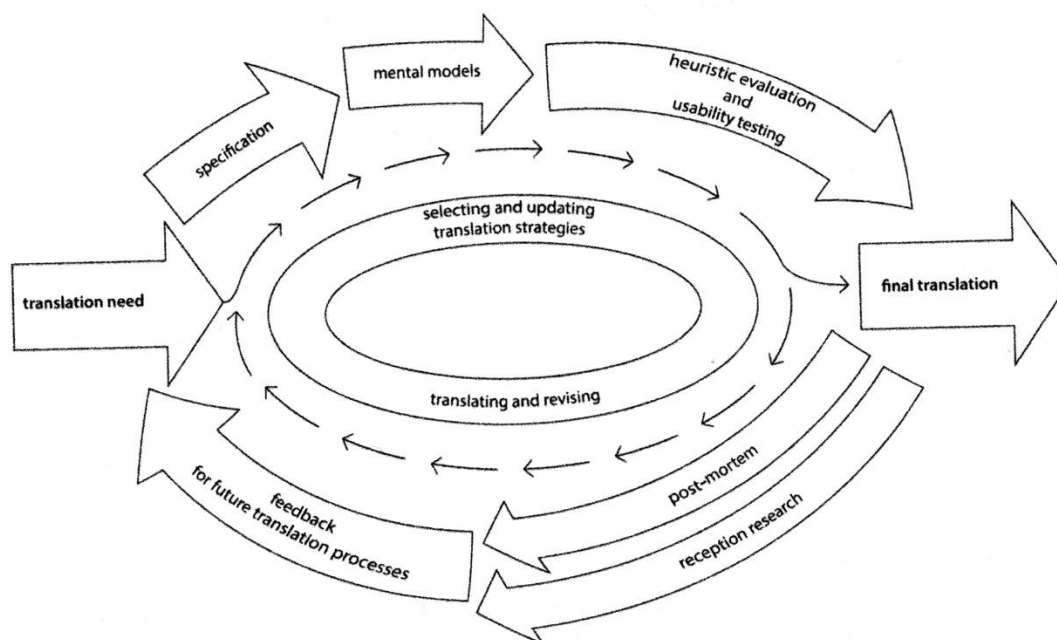 mental models
heuristic evaluation
and
usability testing
specification
selecting and updating
translation strategies
translation need
final translation
translating and revising
post-mortem
reception research
feedback
for future translation processes